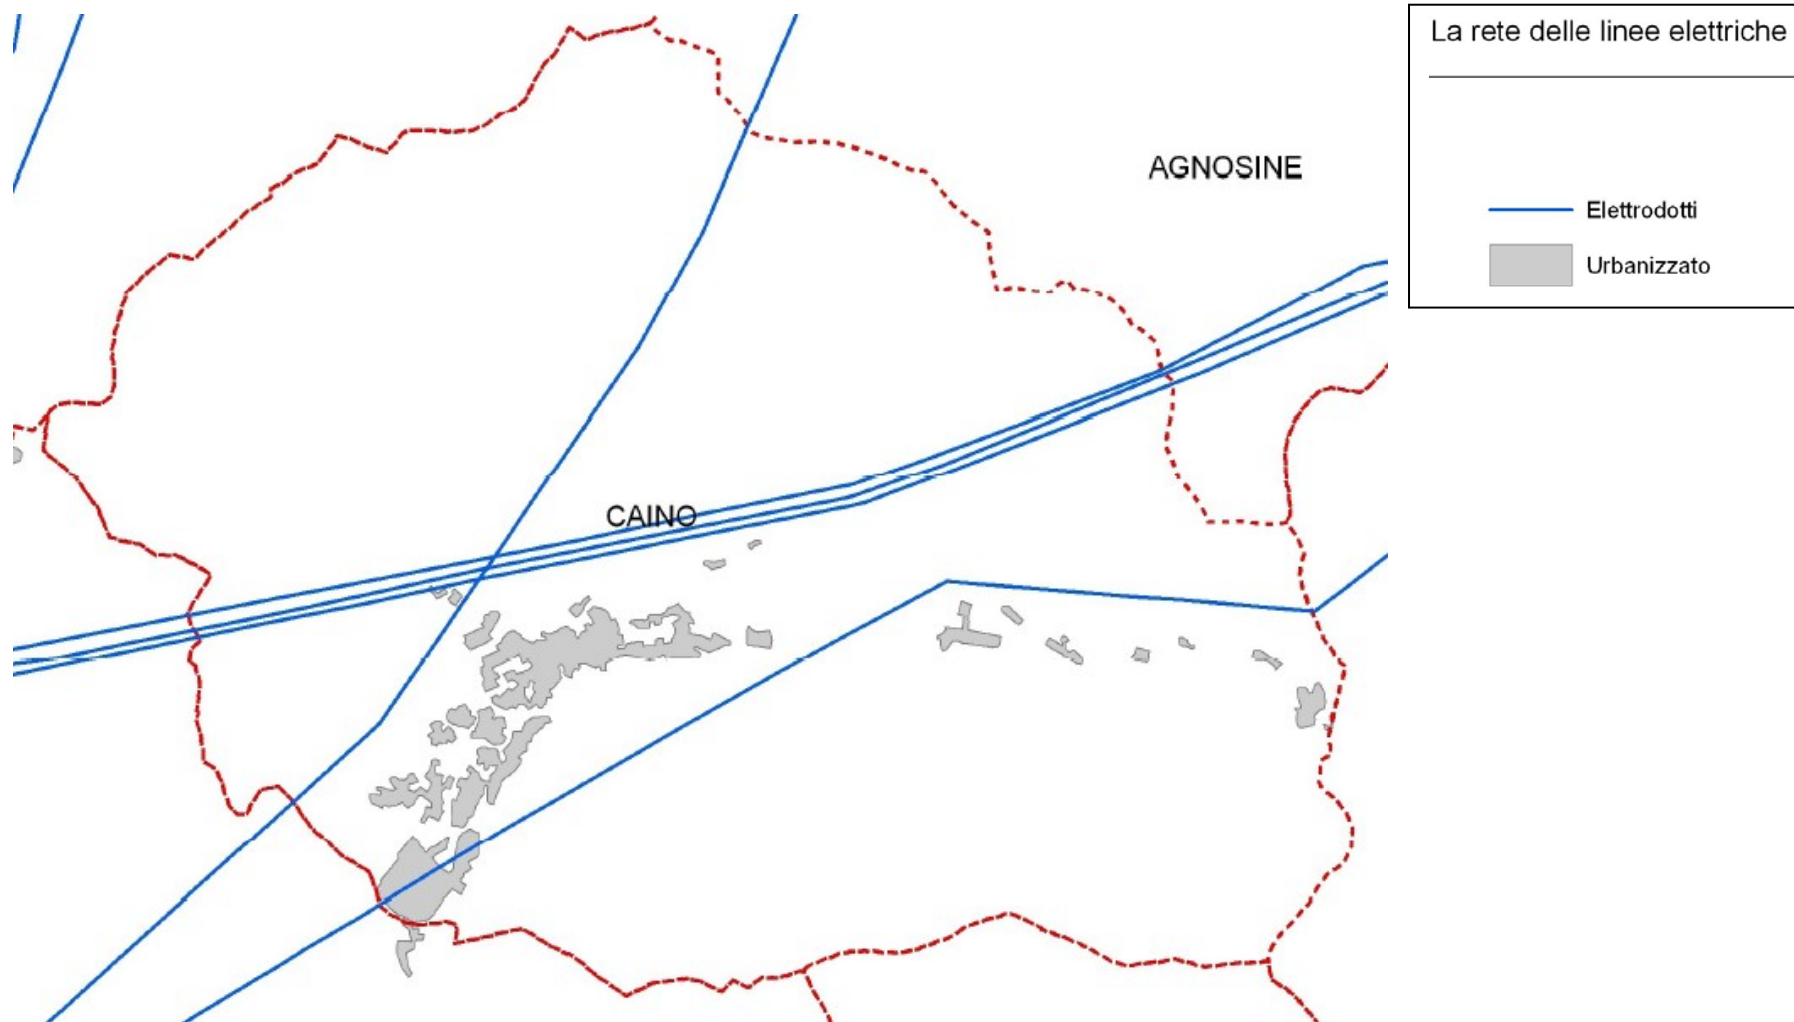 La rete delle linee elettriche
AGNOSINE
Elettrodotti
Urbanizzato
CAINO